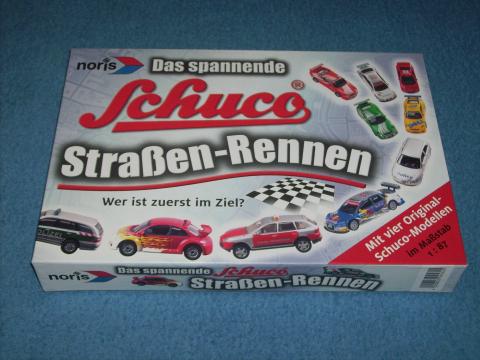 noris
Das spannende
Schuco®
Straßen-Rennen
Wer ist zuerst im Ziel?
Mit vier Original-
Schuco-Modellen
im Maßstab
1: 87
noris
Das spannende
Schuco
Straßen-Rennen